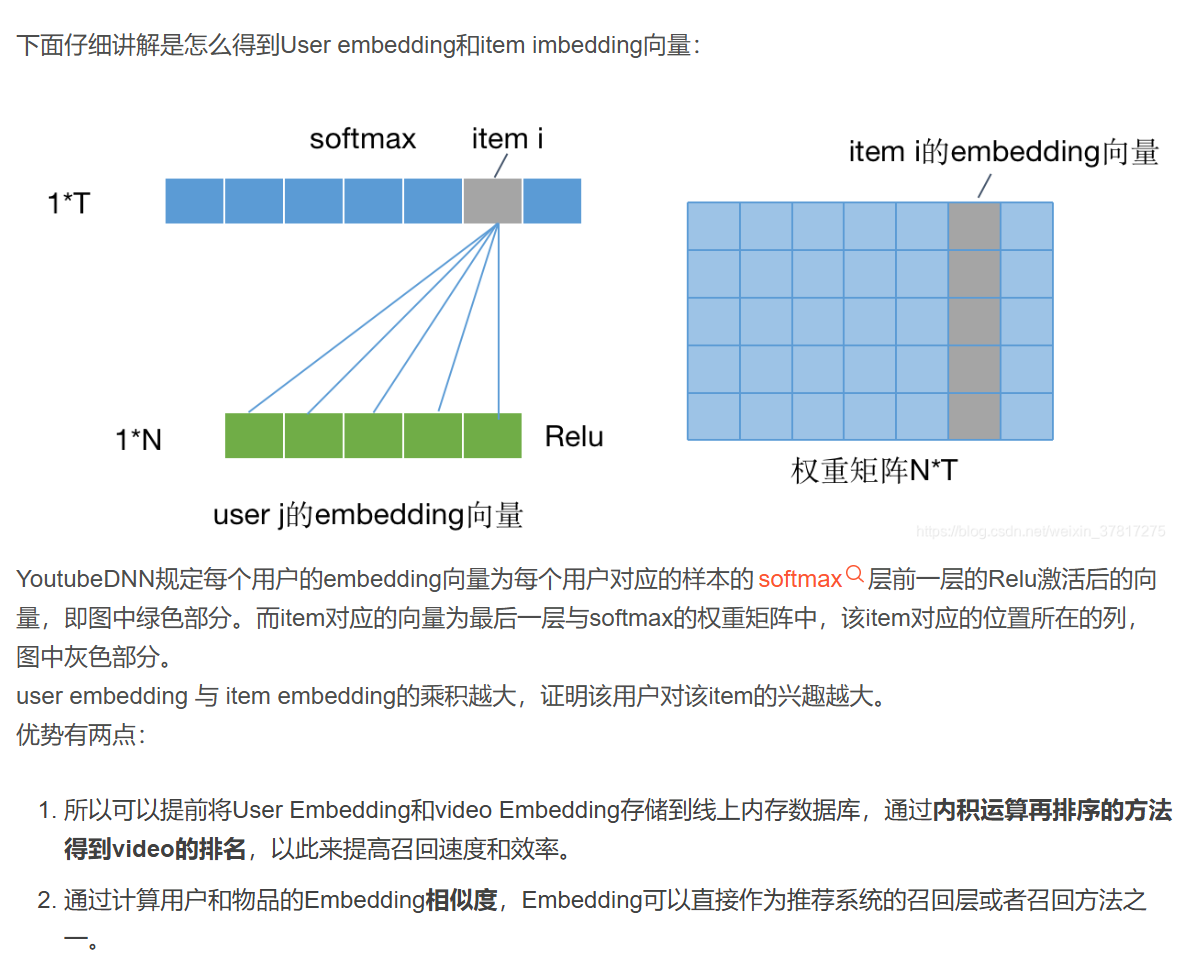 下面仔细讲解是怎么得到User embedding和item imbedding向量：
softmax
item i
item i的embedding向量
1*T
1*N
Relu
权重矩阵N*T
user j的embedding向量
https://blog.csdn.net/weixin_37817275
YoutubeDNN规定每个用户的embedding向量为每个用户对应的样本的softmax层前一层的Relu激活后的向
量，即图中绿色部分。而item对应的向量为最后一层与softmax的权重矩阵中，该item对应的位置所在的列，
图中灰色部分。
user embedding 与 item embedding的乘积越大，证明该用户对该item的兴趣越大。
优势有两点：
1. 所以可以提前将User Embedding和video Embedding存储到线上内存数据库，通过内积运算再排序的方法
得到video的排名，以此来提高召回速度和效率。
2. 通过计算用户和物品的Embedding相似度，Embedding可以直接作为推荐系统的召回层或者召回方法之
一。